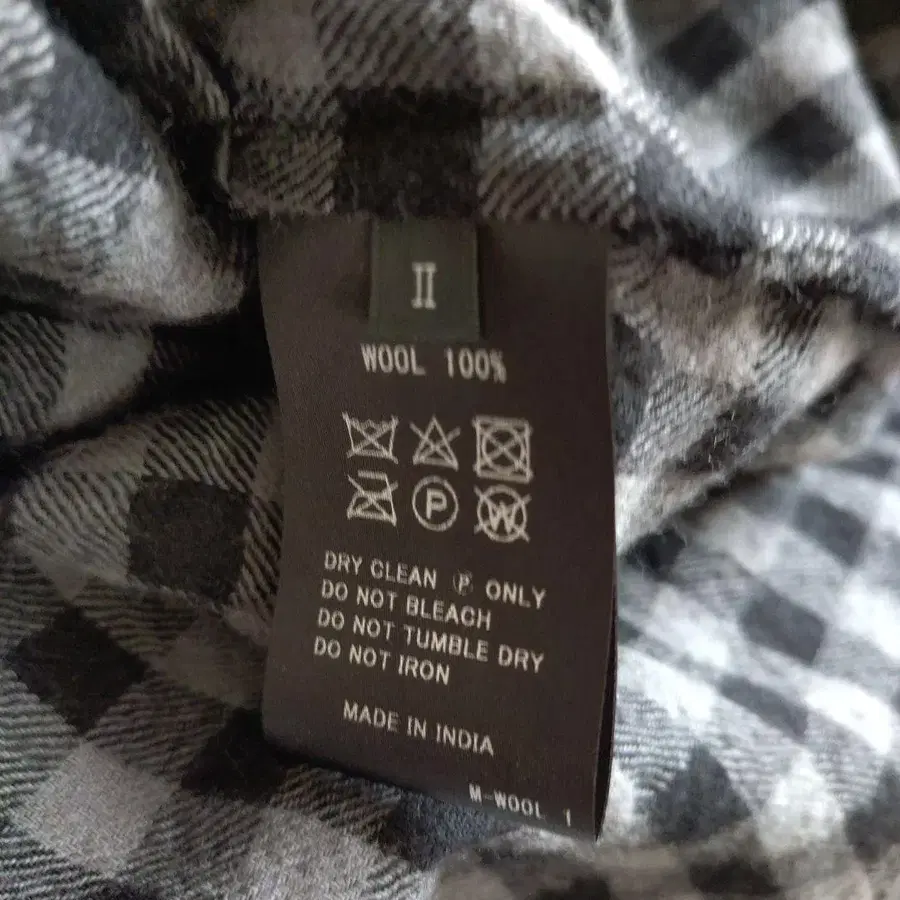 II
WOOL 100%
P
W
DRY CLEAN Ⓟ ONLY
DO NOT BLEACH
DO NOT TUMBLE DRY
DO NOT IRON
MADE IN INDIA
M-WOOL 1